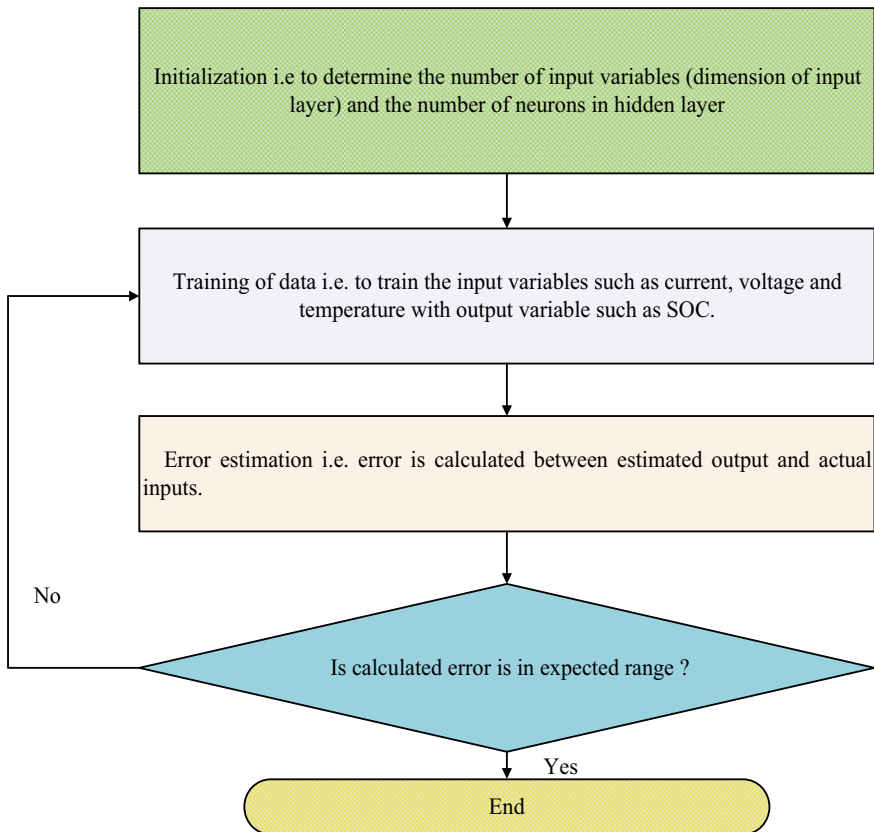 Initialization i.e to determine the number of input variables (dimension of input
layer) and the number of neurons in hidden layer
Training of data i.e. to train the input variables such as current, voltage and
temperature with output variable such as SOC.
Error estimation i.e. error is calculated between estimated output and actual
inputs.
No
Is calculated error is in expected range ?
Yes
End